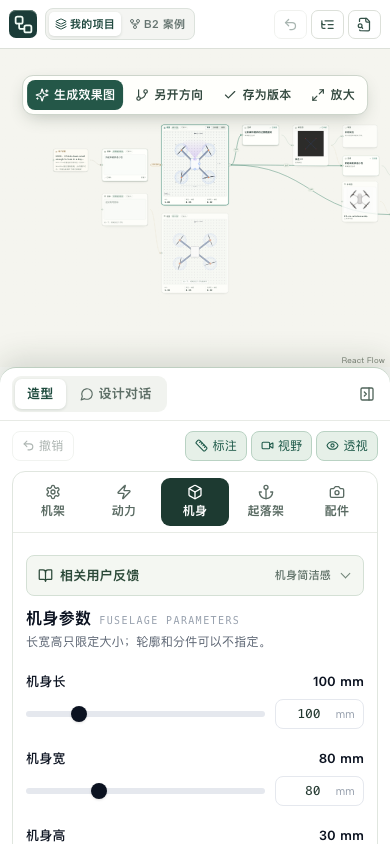 我的项目
B2 案例
生成效果图
另开方向
存为版本
放大
React Flow
造型
设计对话
撤销
标注
视野
透视
机架
动力
机身
起落架
配件
相关用户反馈
机身简洁感
机身参数 FUSELAGE PARAMETERS
长宽高只限定大小；轮廓和分件可以不指定。
机身长
100 mm
100 mm
机身宽
80 mm
80 mm
机身高
30 mm